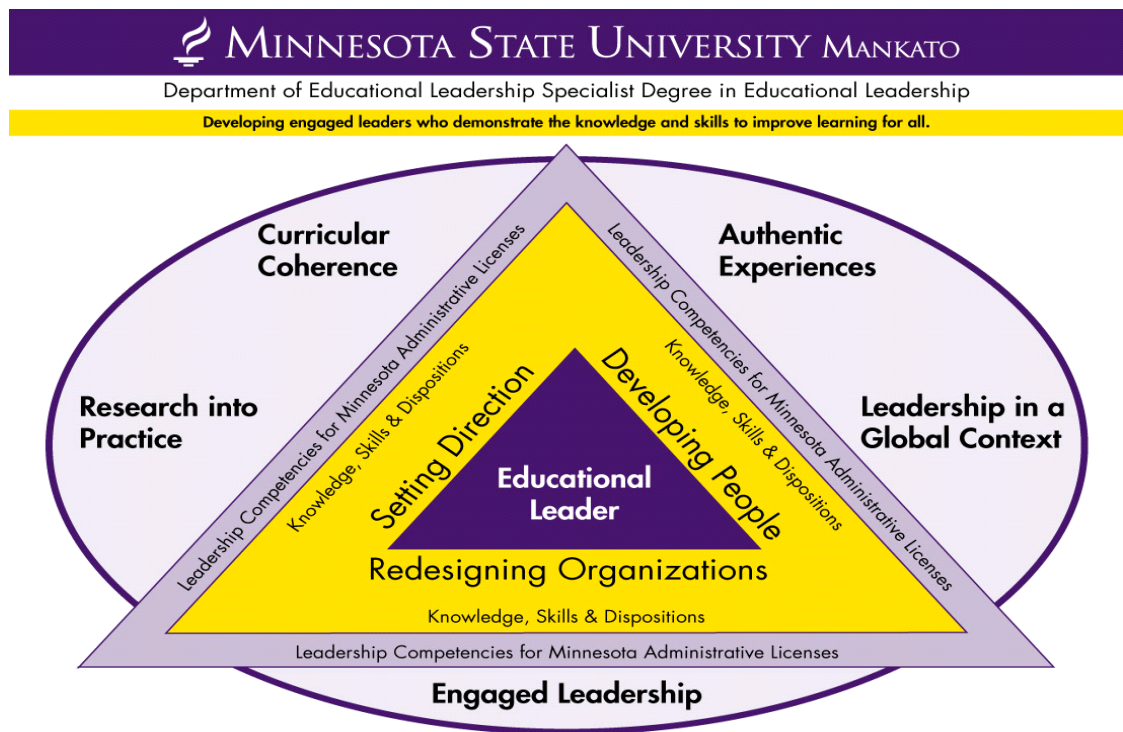 MINNESOTA STATE UNIVERSITY MANKATO
Department of Educational Leadership Specialist Degree in Educational Leadership
Developing engaged leaders who demonstrate the knowledge and skills to improve learning for all.
Curricular
Coherence
Authentic
Experiences
Research into
Practice
Leadership in a
Global Context
Leadership Competencies for Minnesota Administrative Licenses
Knowledge, Skills & Dispositions
Setting Direction
Developing People
Knowledge, Skills & Dispositions
Leadership Competencies for Minnesota Administrative Licenses
Educational
Leader
Redesigning Organizations
Knowledge, Skills & Dispositions
Leadership Competencies for Minnesota Administrative Licenses
Engaged Leadership